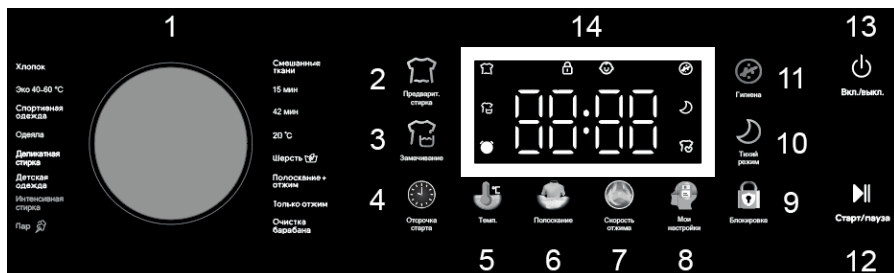 1
14
13
Хлопок
Эко 40-60 °C
Спортивная
одежда
Одеяла
Деликатная
стирка
Детская
одежда
Интенсивная
стирка
Пар
Смешанные
ткани
15 мин
42 мин
20 °C
Шерсть
Полоскание +
отжим
Только отжим
Очистка
барабана
2
Предварит.
стирка
3
Замачивание
4
Отсрочка
старта
88:88
°C
Темп.
5
Полоскание
6
Скорость
отжима
7
Мои
настройки
8
Гигиена
11
Тихий
режим
10
Блокировка
9
Вкл./выкл.
Старт/пауза
12